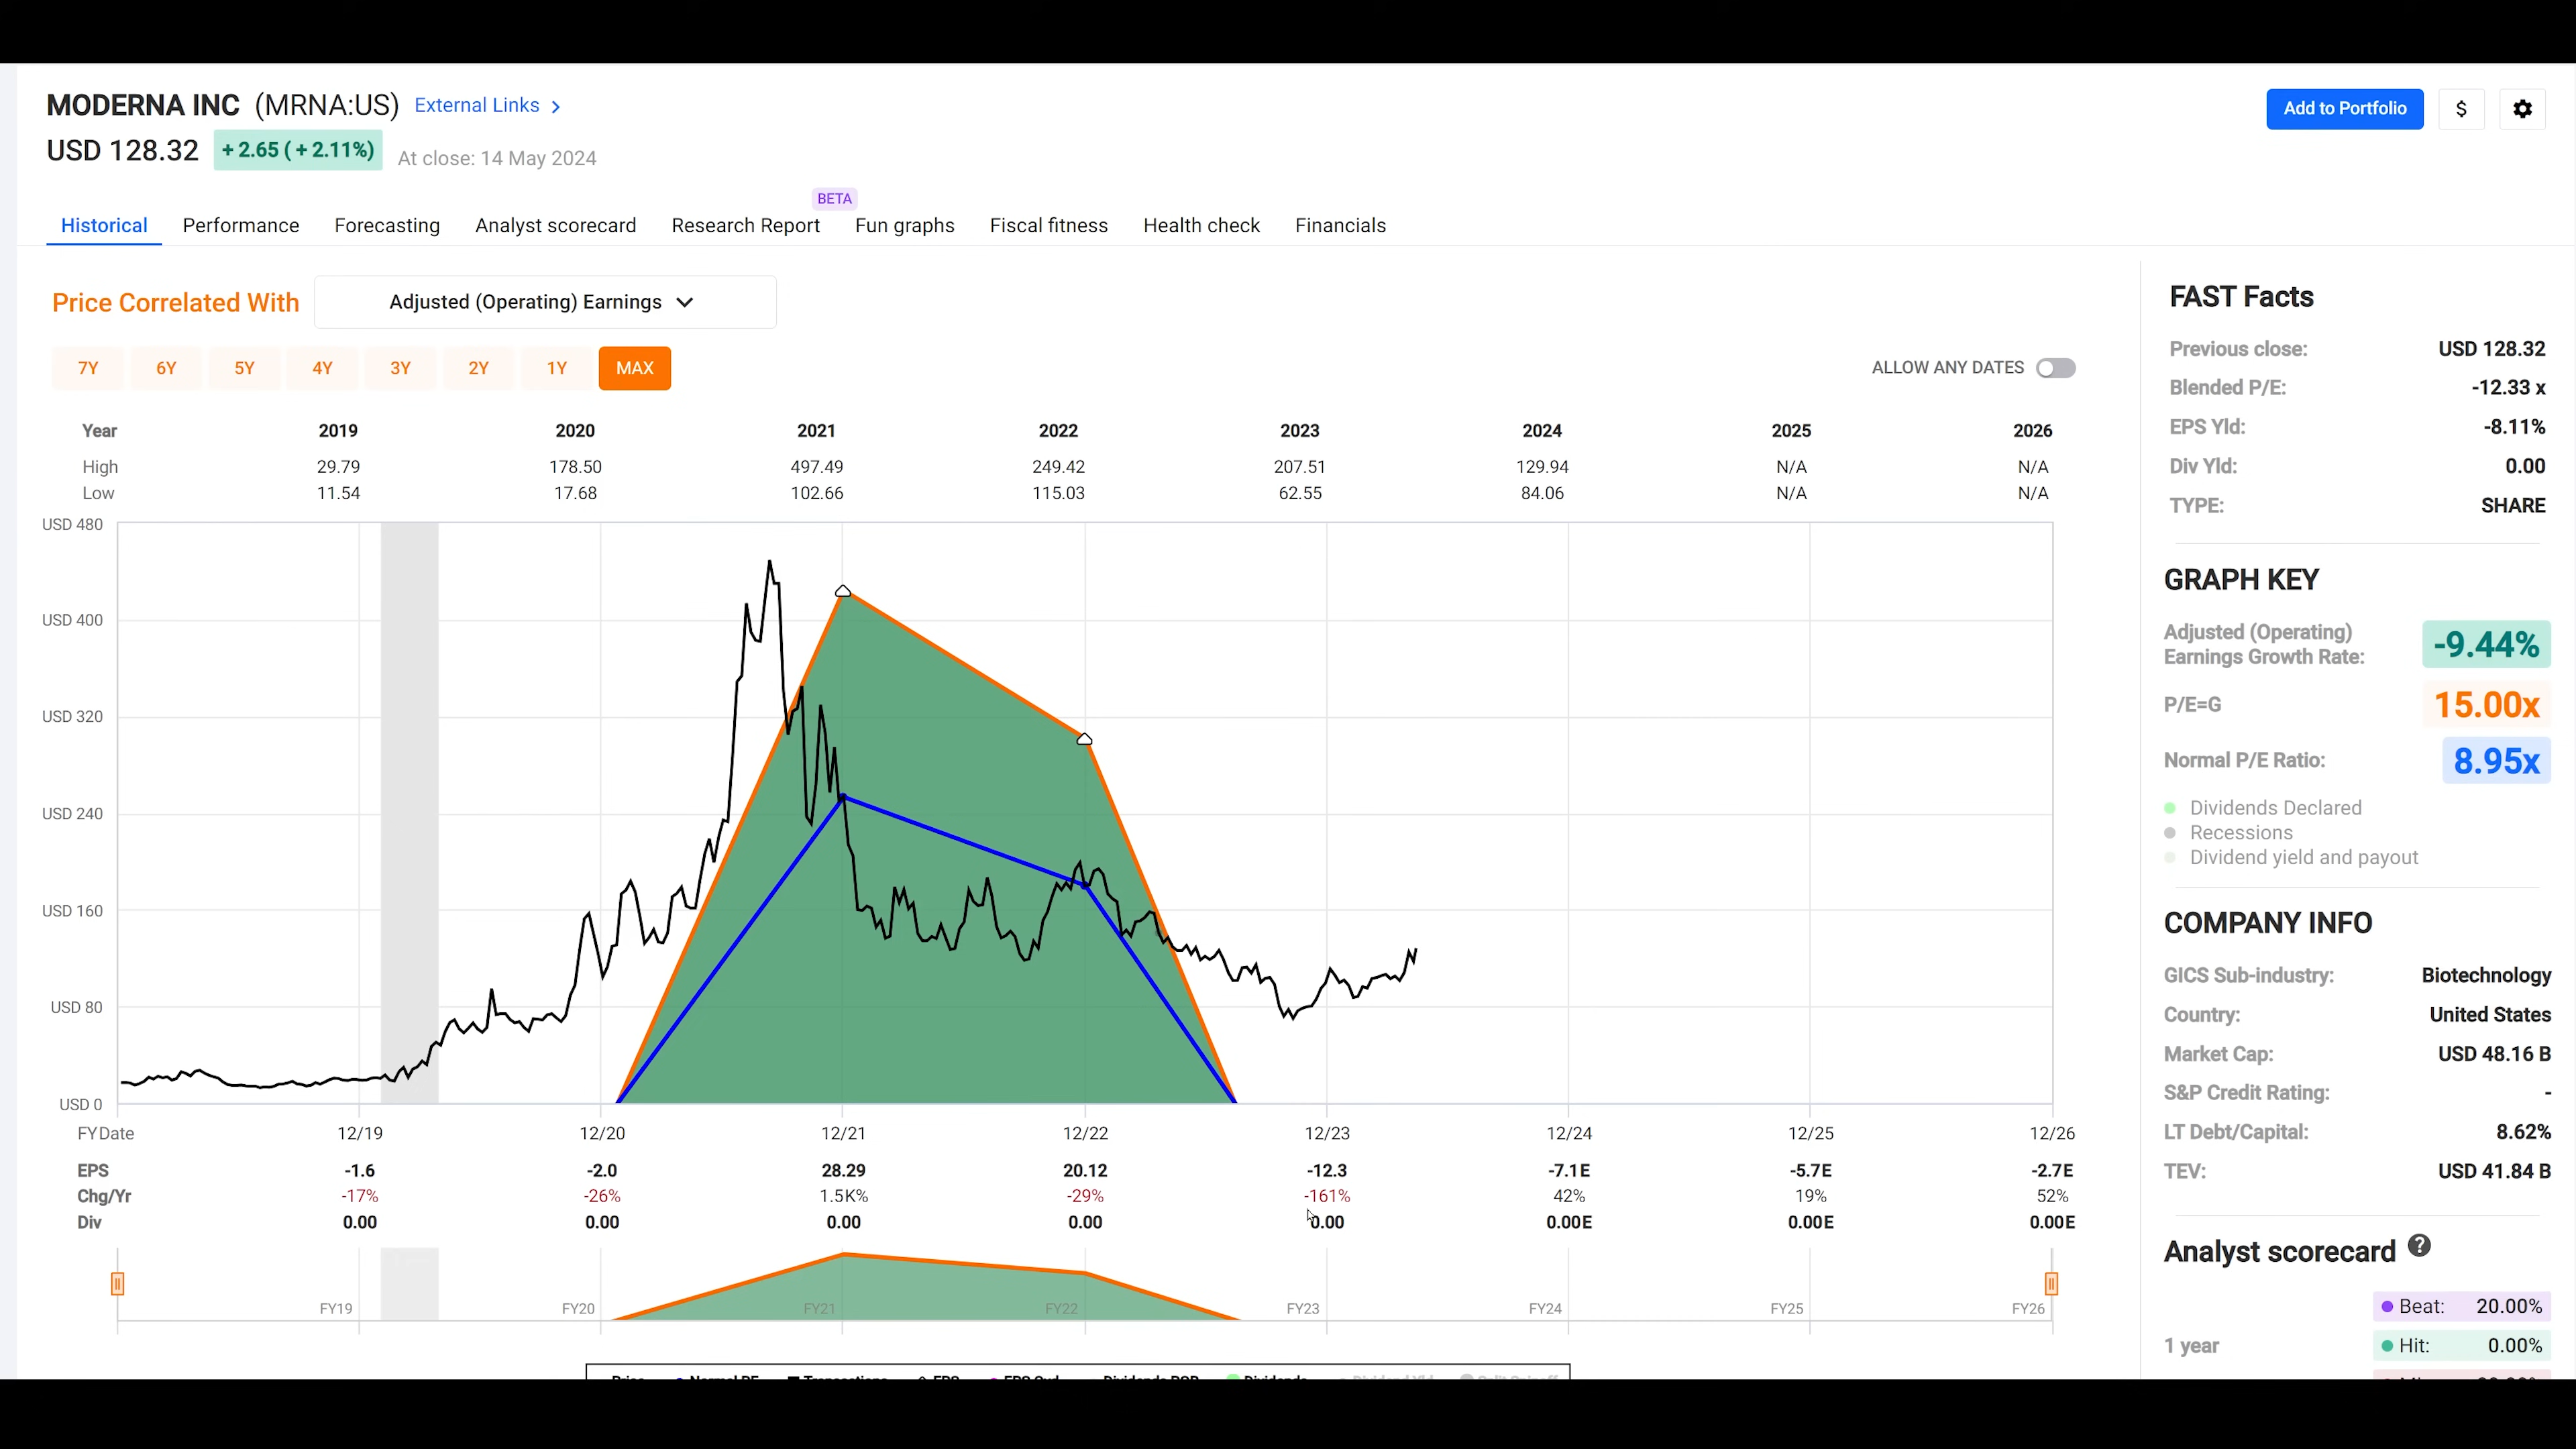 MODERNA INC (MRNA:US) External Links >
USD 128.32 + 2.65 ( + 2.11%) At close: 14 May 2024
Add to Portfolio $
BETA
Historical Performance Forecasting Analyst scorecard Research Report Fun graphs Fiscal fitness Health check Financials
Price Correlated With Adjusted (Operating) Earnings
7Y 6Y 5Y 4Y 3Y 2Y 1Y MAX
ALLOW ANY DATES
Year 2019 2020 2021 2022 2023 2024 2025 2026
High 29.79 178.50 497.49 249.42 207.51 129.94 N/A N/A
Low 11.54 17.68 102.66 115.03 62.55 84.06 N/A N/A
USD 480
USD 400
USD 320
USD 240
USD 160
USD 80
USD 0
FYDate 12/19 12/20 12/21 12/22 12/23 12/24 12/25 12/26
EPS -1.6 -2.0 28.29 20.12 -12.3 -7.1E -5.7E -2.7E
Chg/Yr -17% -26% 1.5K% -29% -161% 42% 19% 52%
Div 0.00 0.00 0.00 0.00 0.00 0.00E 0.00E 0.00E
FY19 FY20 FY21 FY22 FY23 FY24 FY25 FY26
FAST Facts
Previous close: USD 128.32
Blended P/E: -12.33 x
EPS Yld: -8.11%
Div Yld: 0.00
TYPE: SHARE
GRAPH KEY
Adjusted (Operating)
Earnings Growth Rate: -9.44%
P/E=G 15.00x
Normal P/E Ratio: 8.95x
Dividends Declared
Recessions
Dividend yield and payout
COMPANY INFO
GICS Sub-industry: Biotechnology
Country: United States
Market Cap: USD 48.16 B
S&P Credit Rating: -
LT Debt/Capital: 8.62%
TEV: USD 41.84 B
Analyst scorecard ?
Beat: 20.00%
1 year Hit: 0.00%